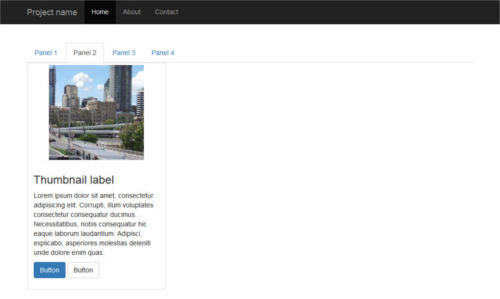 Project name Home About Contact
Panel 1 Panel 2 Panel 3 Panel 4
Thumbnail label
Lorem ipsum dolor sit amet, consectetur
adipisicing elit. Corrupti, illum voluptates
consectetur consequatur ducimus.
Necessitatibus, nobis consequatur hic
eaque laborum laudantium. Adipisci,
explicabo, asperiores molestias deleniti
unde dolore enim quas.
Button Button